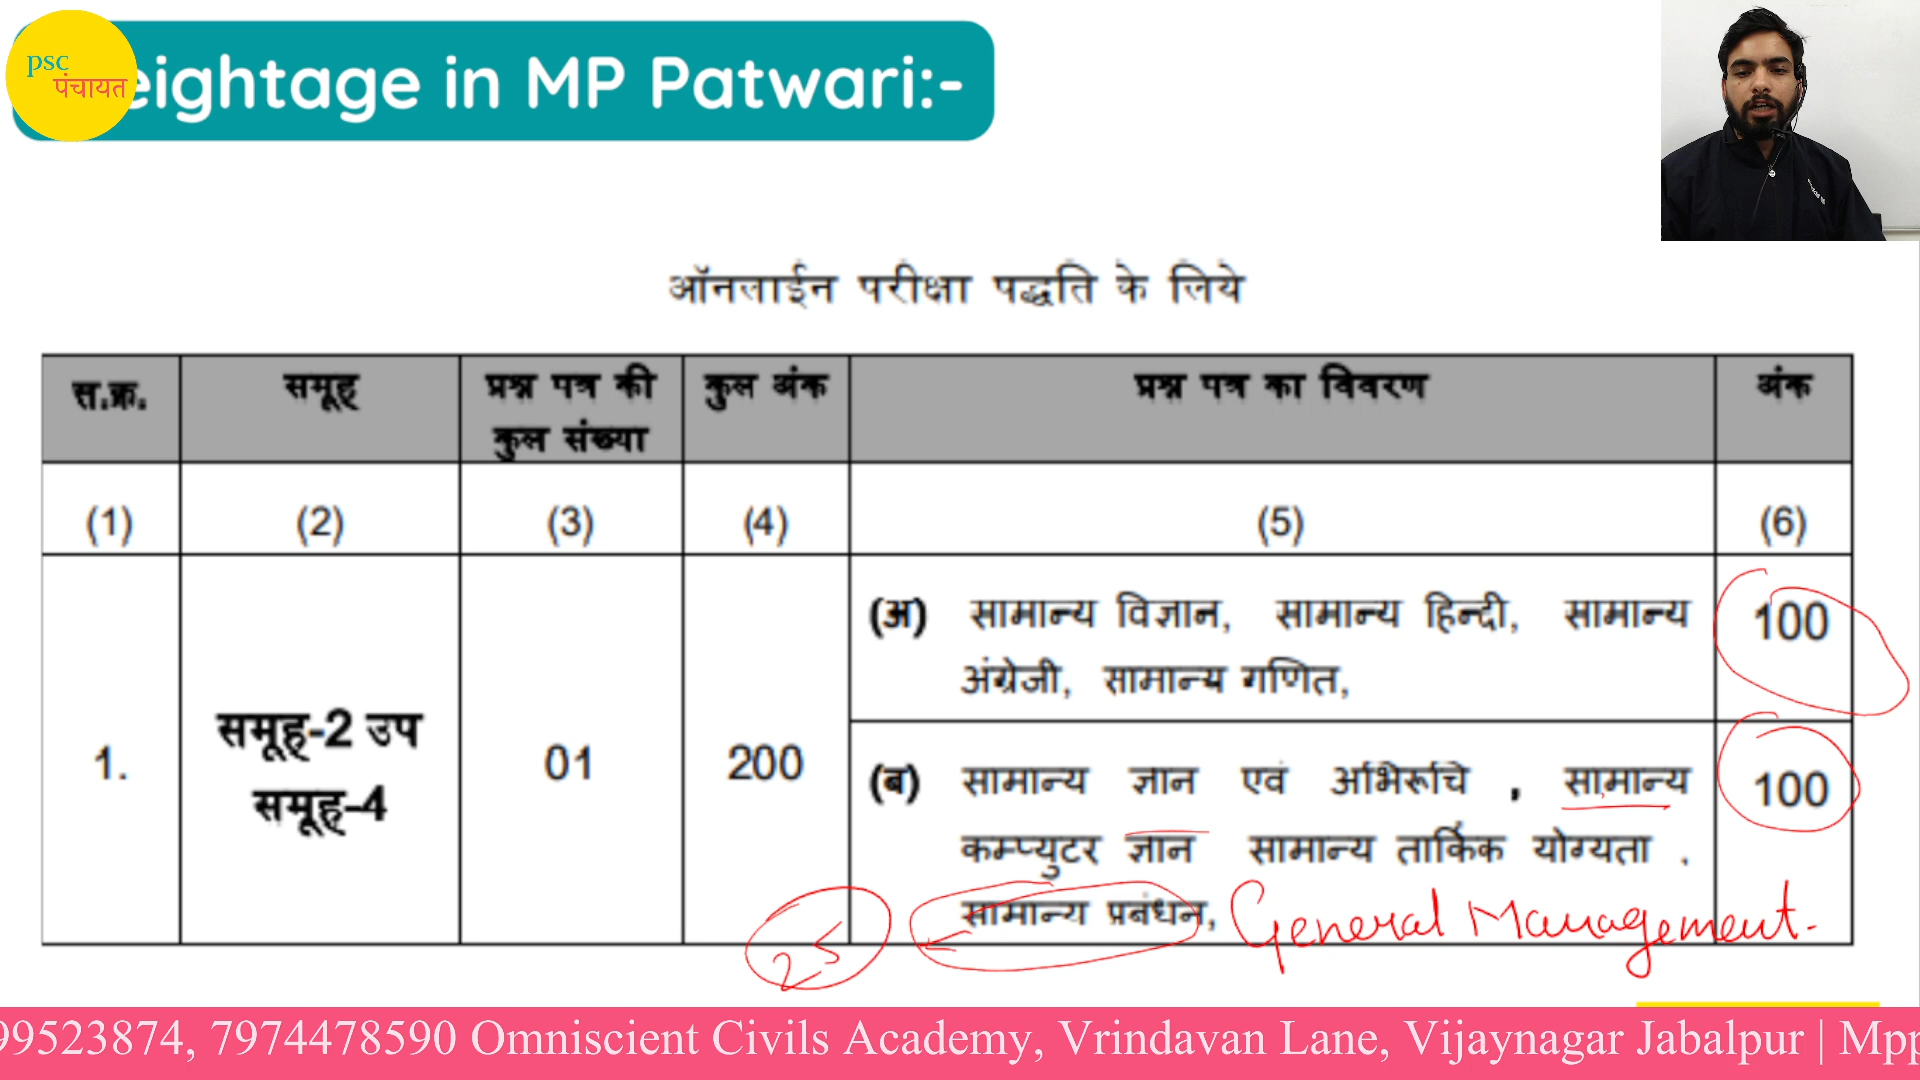 psc
पंचायत
eightage in MP Patwari:-
ऑनलाईन परीक्षा पद्धति के लिये
स.क्र.
समूह
प्रश्न पत्र की
कुल संख्या
कुल अंक
प्रश्न पत्र का विवरण
अंक
(1)
(2)
(3)
(4)
(5)
(6)
1.
समूह-2 उप
समूह-4
01
200
(अ) सामान्य विज्ञान, सामान्य हिन्दी, सामान्य
अंग्रेजी, सामान्य गणित,
100
(ब) सामान्य ज्ञान एवं अभिरूचि , सामान्य
कम्प्युटर ज्ञान सामान्य तार्किक योग्यता .
सामान्य प्रबंधन,
100
General Management.
25
99523874, 7974478590 Omniscient Civils Academy, Vrindavan Lane, Vijaynagar Jabalpur | Mpp